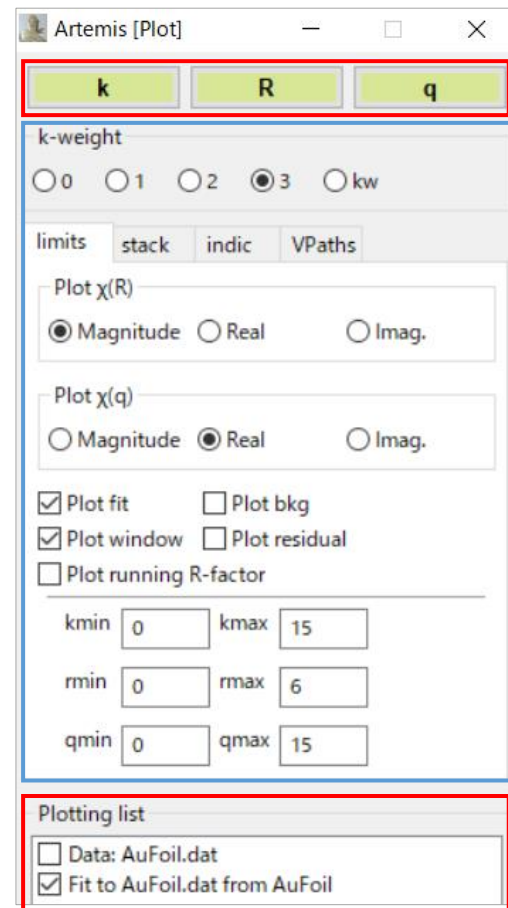 Artemis [Plot]
k R q
k-weight
0 1 2 3 kw
limits stack indic VPaths
Plot χ(R)
Magnitude Real Imag.
Plot χ(q)
Magnitude Real Imag.
Plot fit Plot bkg
Plot window Plot residual
Plot running R-factor
kmin 0 kmax 15
rmin 0 rmax 6
qmin 0 qmax 15
Plotting list
Data: AuFoil.dat
Fit to AuFoil.dat from AuFoil